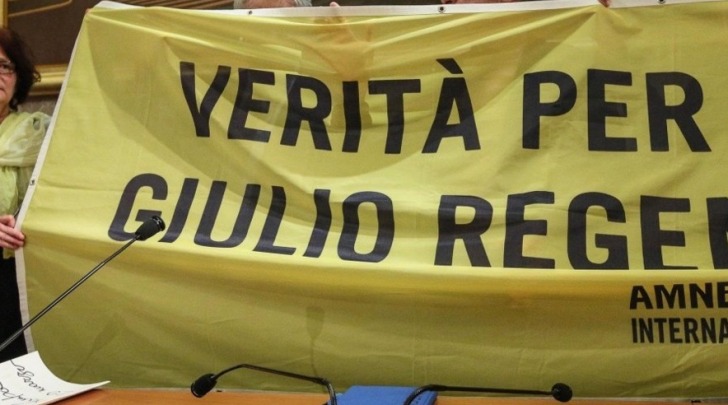 VERITÀ PER
GIULIO REGE
AMNE
INTERNA